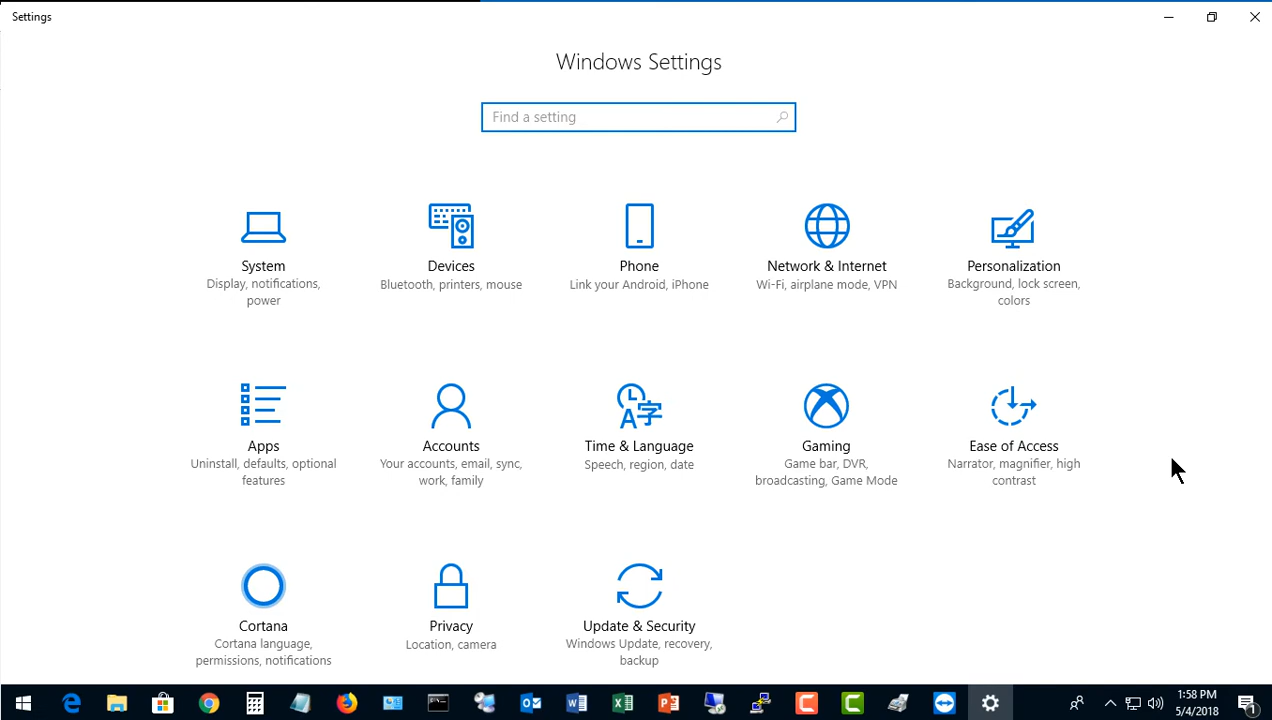 Settings
Windows Settings
Find a setting
System
Display, notifications,
power
Devices
Bluetooth, printers, mouse
Phone
Link your Android, iPhone
Network & Internet
Wi-Fi, airplane mode, VPN
Personalization
Background, lock screen,
colors
Apps
Uninstall, defaults, optional
features
Accounts
Your accounts, email, sync,
work, family
Time & Language
Speech, region, date
Gaming
Game bar, DVR,
broadcasting, Game Mode
Ease of Access
Narrator, magnifier, high
contrast
Cortana
Cortana language,
permissions, notifications
Privacy
Location, camera
Update & Security
Windows Update, recovery,
backup
1:58 PM
5/4/2018
1